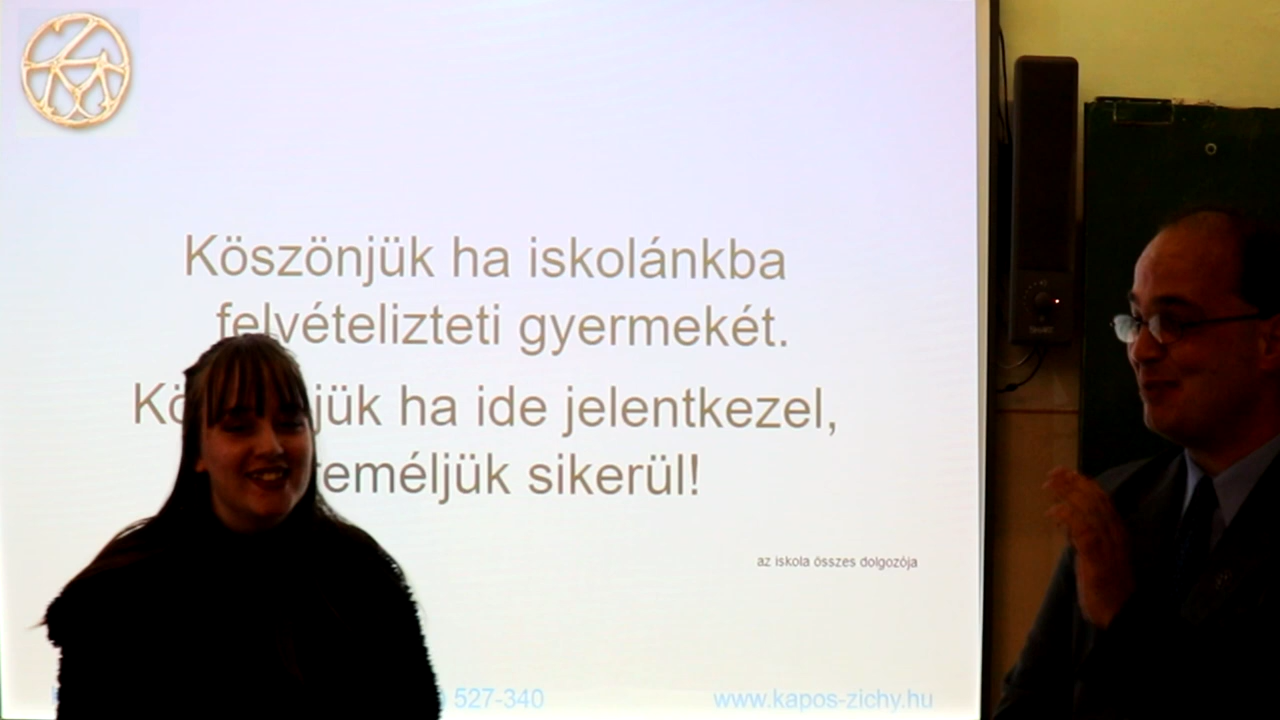 Köszönjük ha iskolánkba
felvételizteti gyermekét.
ha ide jelentkezel,
sikerül!
az iskola összes dolgozója
527-340
www.kapos-zichy.hu